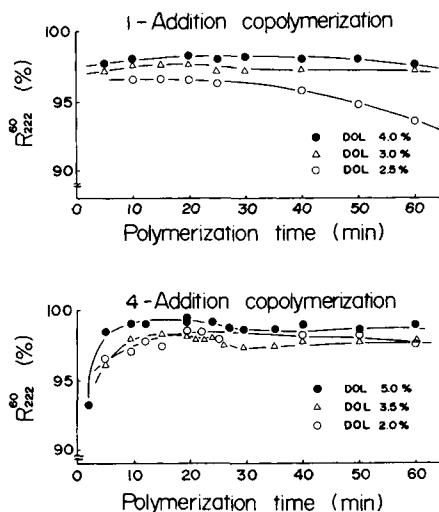 1-Addition copolymerization
100
95
90
R⁶⁰₂₂₂ (%)
● DOL 4.0 %
△ DOL 3.0 %
○ DOL 2.5 %
0 10 20 30 40 50 60
Polymerization time (min)
4-Addition copolymerization
100
95
90
R⁶⁰₂₂₂ (%)
● DOL 5.0 %
△ DOL 3.5 %
○ DOL 2.0 %
0 10 20 30 40 50 60
Polymerization time (min)